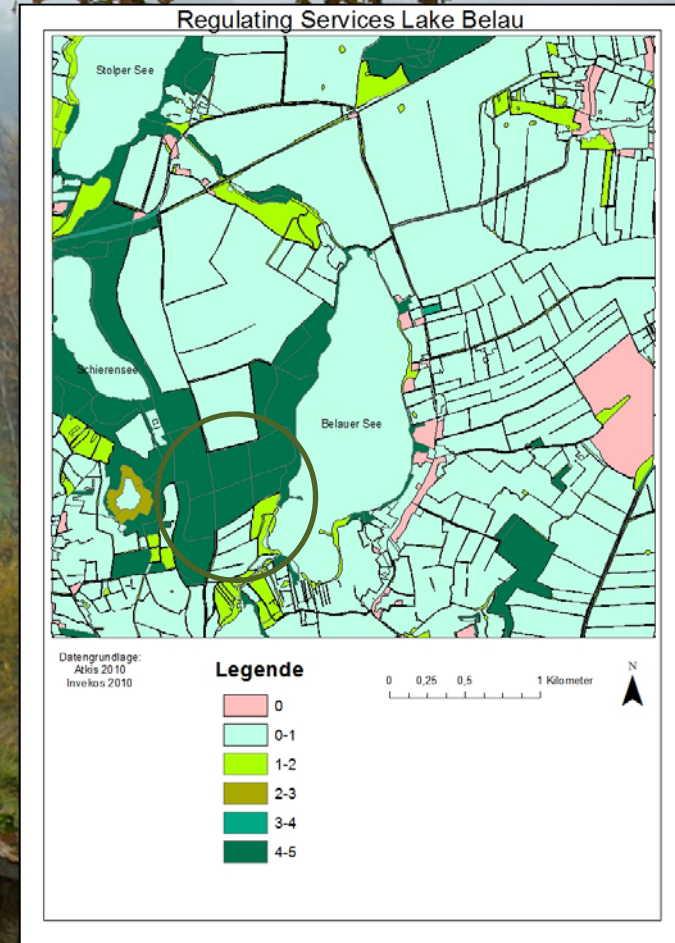 Regulating Services Lake Belau
Stolper See
Schierensee
Belauer See
Datengrundlage:
Atkis 2010
Invekos 2010
Legende
0
0-1
1-2
2-3
3-4
4-5
0 0,25 0,5 1 Kilometer
N